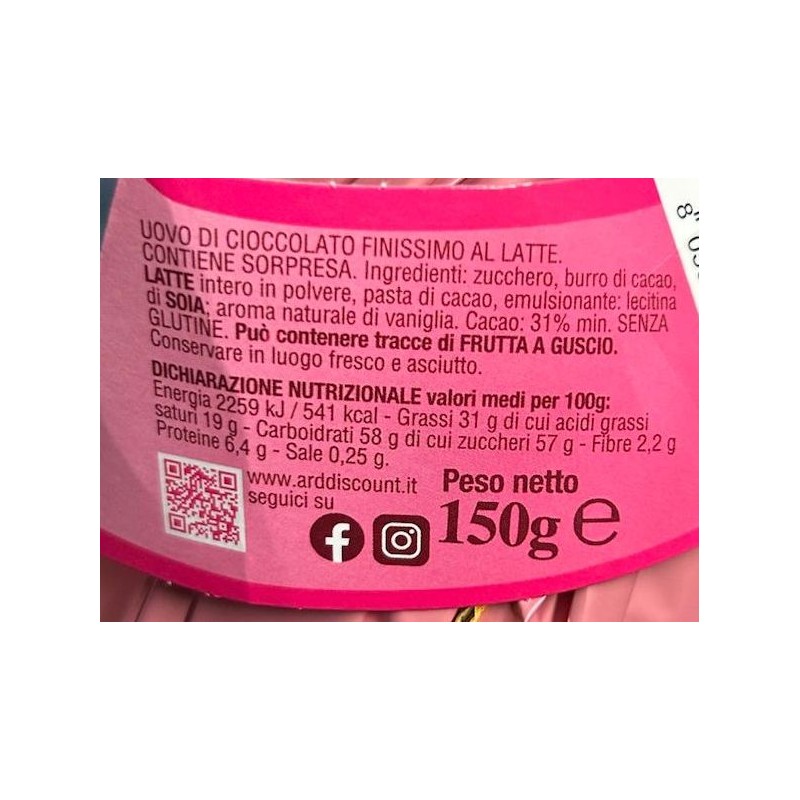 UOVO DI CIOCCOLATO FINISSIMO AL LATTE.
CONTIENE SORPRESA. Ingredienti: zucchero, burro di cacao,
LATTE intero in polvere, pasta di cacao, emulsionante: lecitina
di SOIA; aroma naturale di vaniglia. Cacao: 31% min. SENZA
GLUTINE. Può contenere tracce di FRUTTA A GUSCIO.
Conservare in luogo fresco e asciutto.
DICHIARAZIONE NUTRIZIONALE valori medi per 100g:
Energia 2259 kJ / 541 kcal - Grassi 31 g di cui acidi grassi
saturi 19 g - Carboidrati 58 g di cui zuccheri 57 g - Fibre 2,2 g
Proteine 6,4 g - Sale 0,25 g.
www.arddiscount.it
seguici su
Peso netto
150g e
8